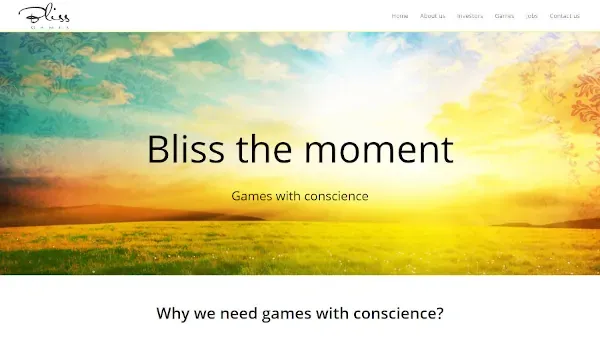 Bliss
GAMES
Home About us Investors Games Jobs Contact us
Bliss the moment
Games with conscience
Why we need games with conscience?